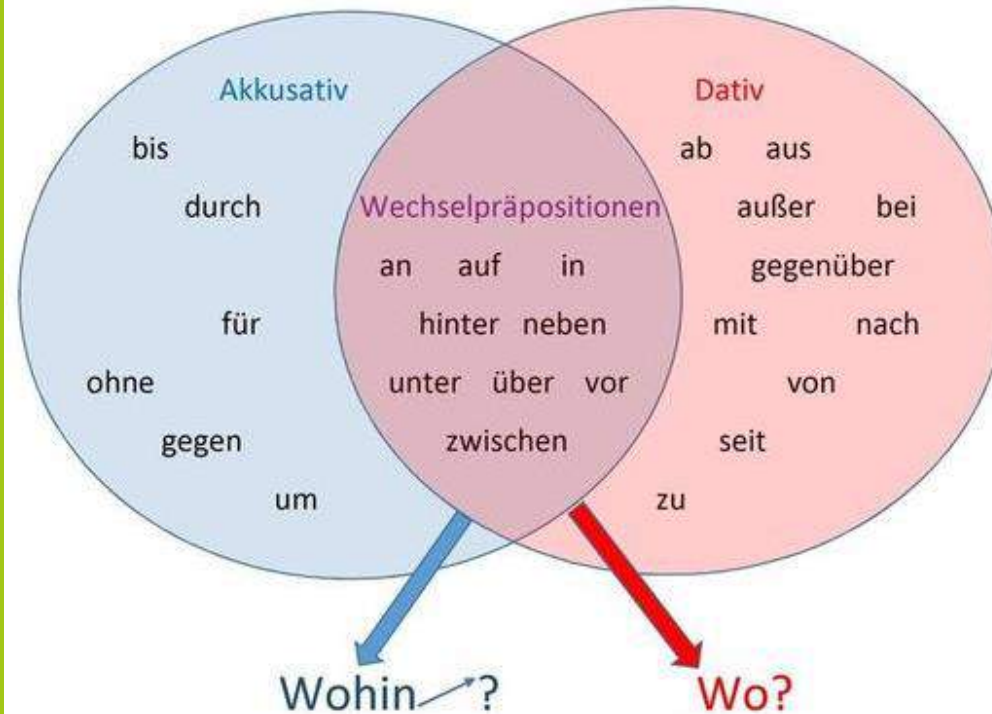 Akkusativ Dativ
bis ab aus
durch Wechselpräpositionen außer bei
an auf in gegenüber
für hinter neben mit nach
ohne unter über vor von
gegen zwischen seit
um zu
Wohin ? Wo?